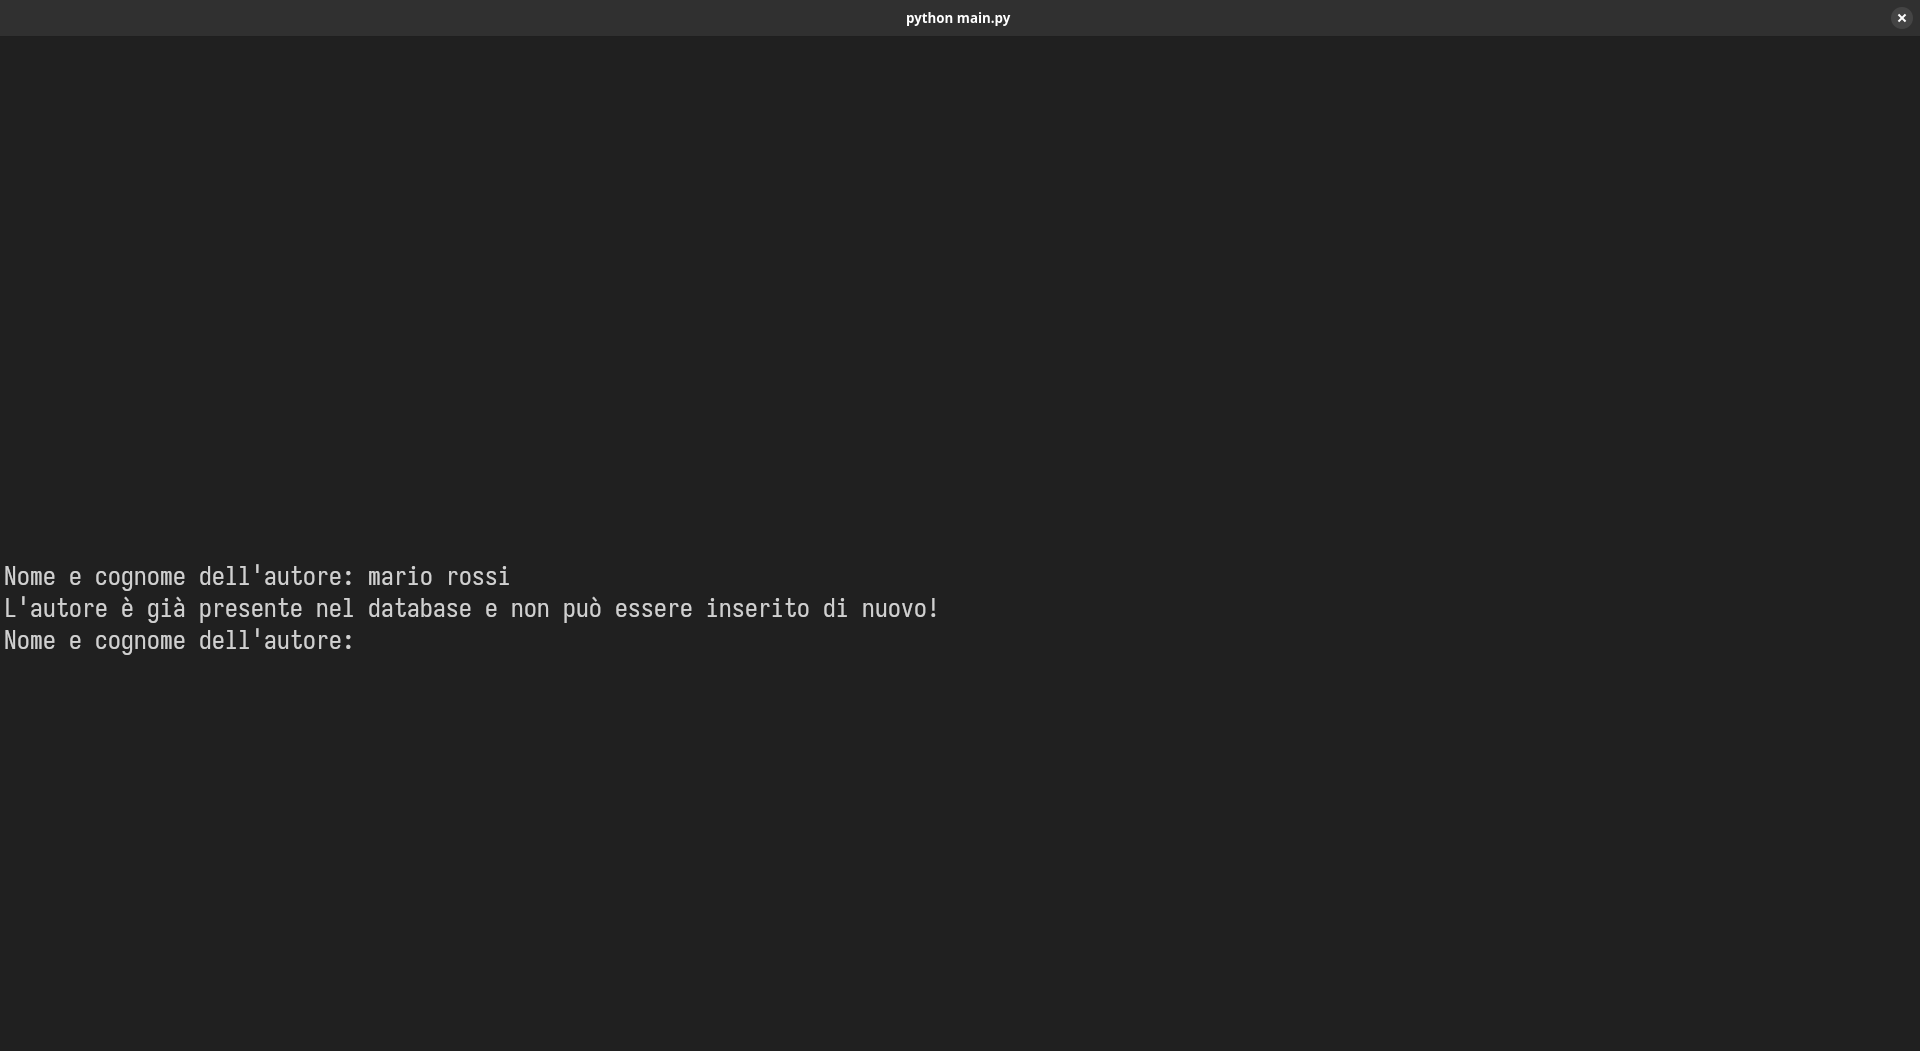 python main.py
Nome e cognome dell'autore: mario rossi
L'autore è già presente nel database e non può essere inserito di nuovo!
Nome e cognome dell'autore: